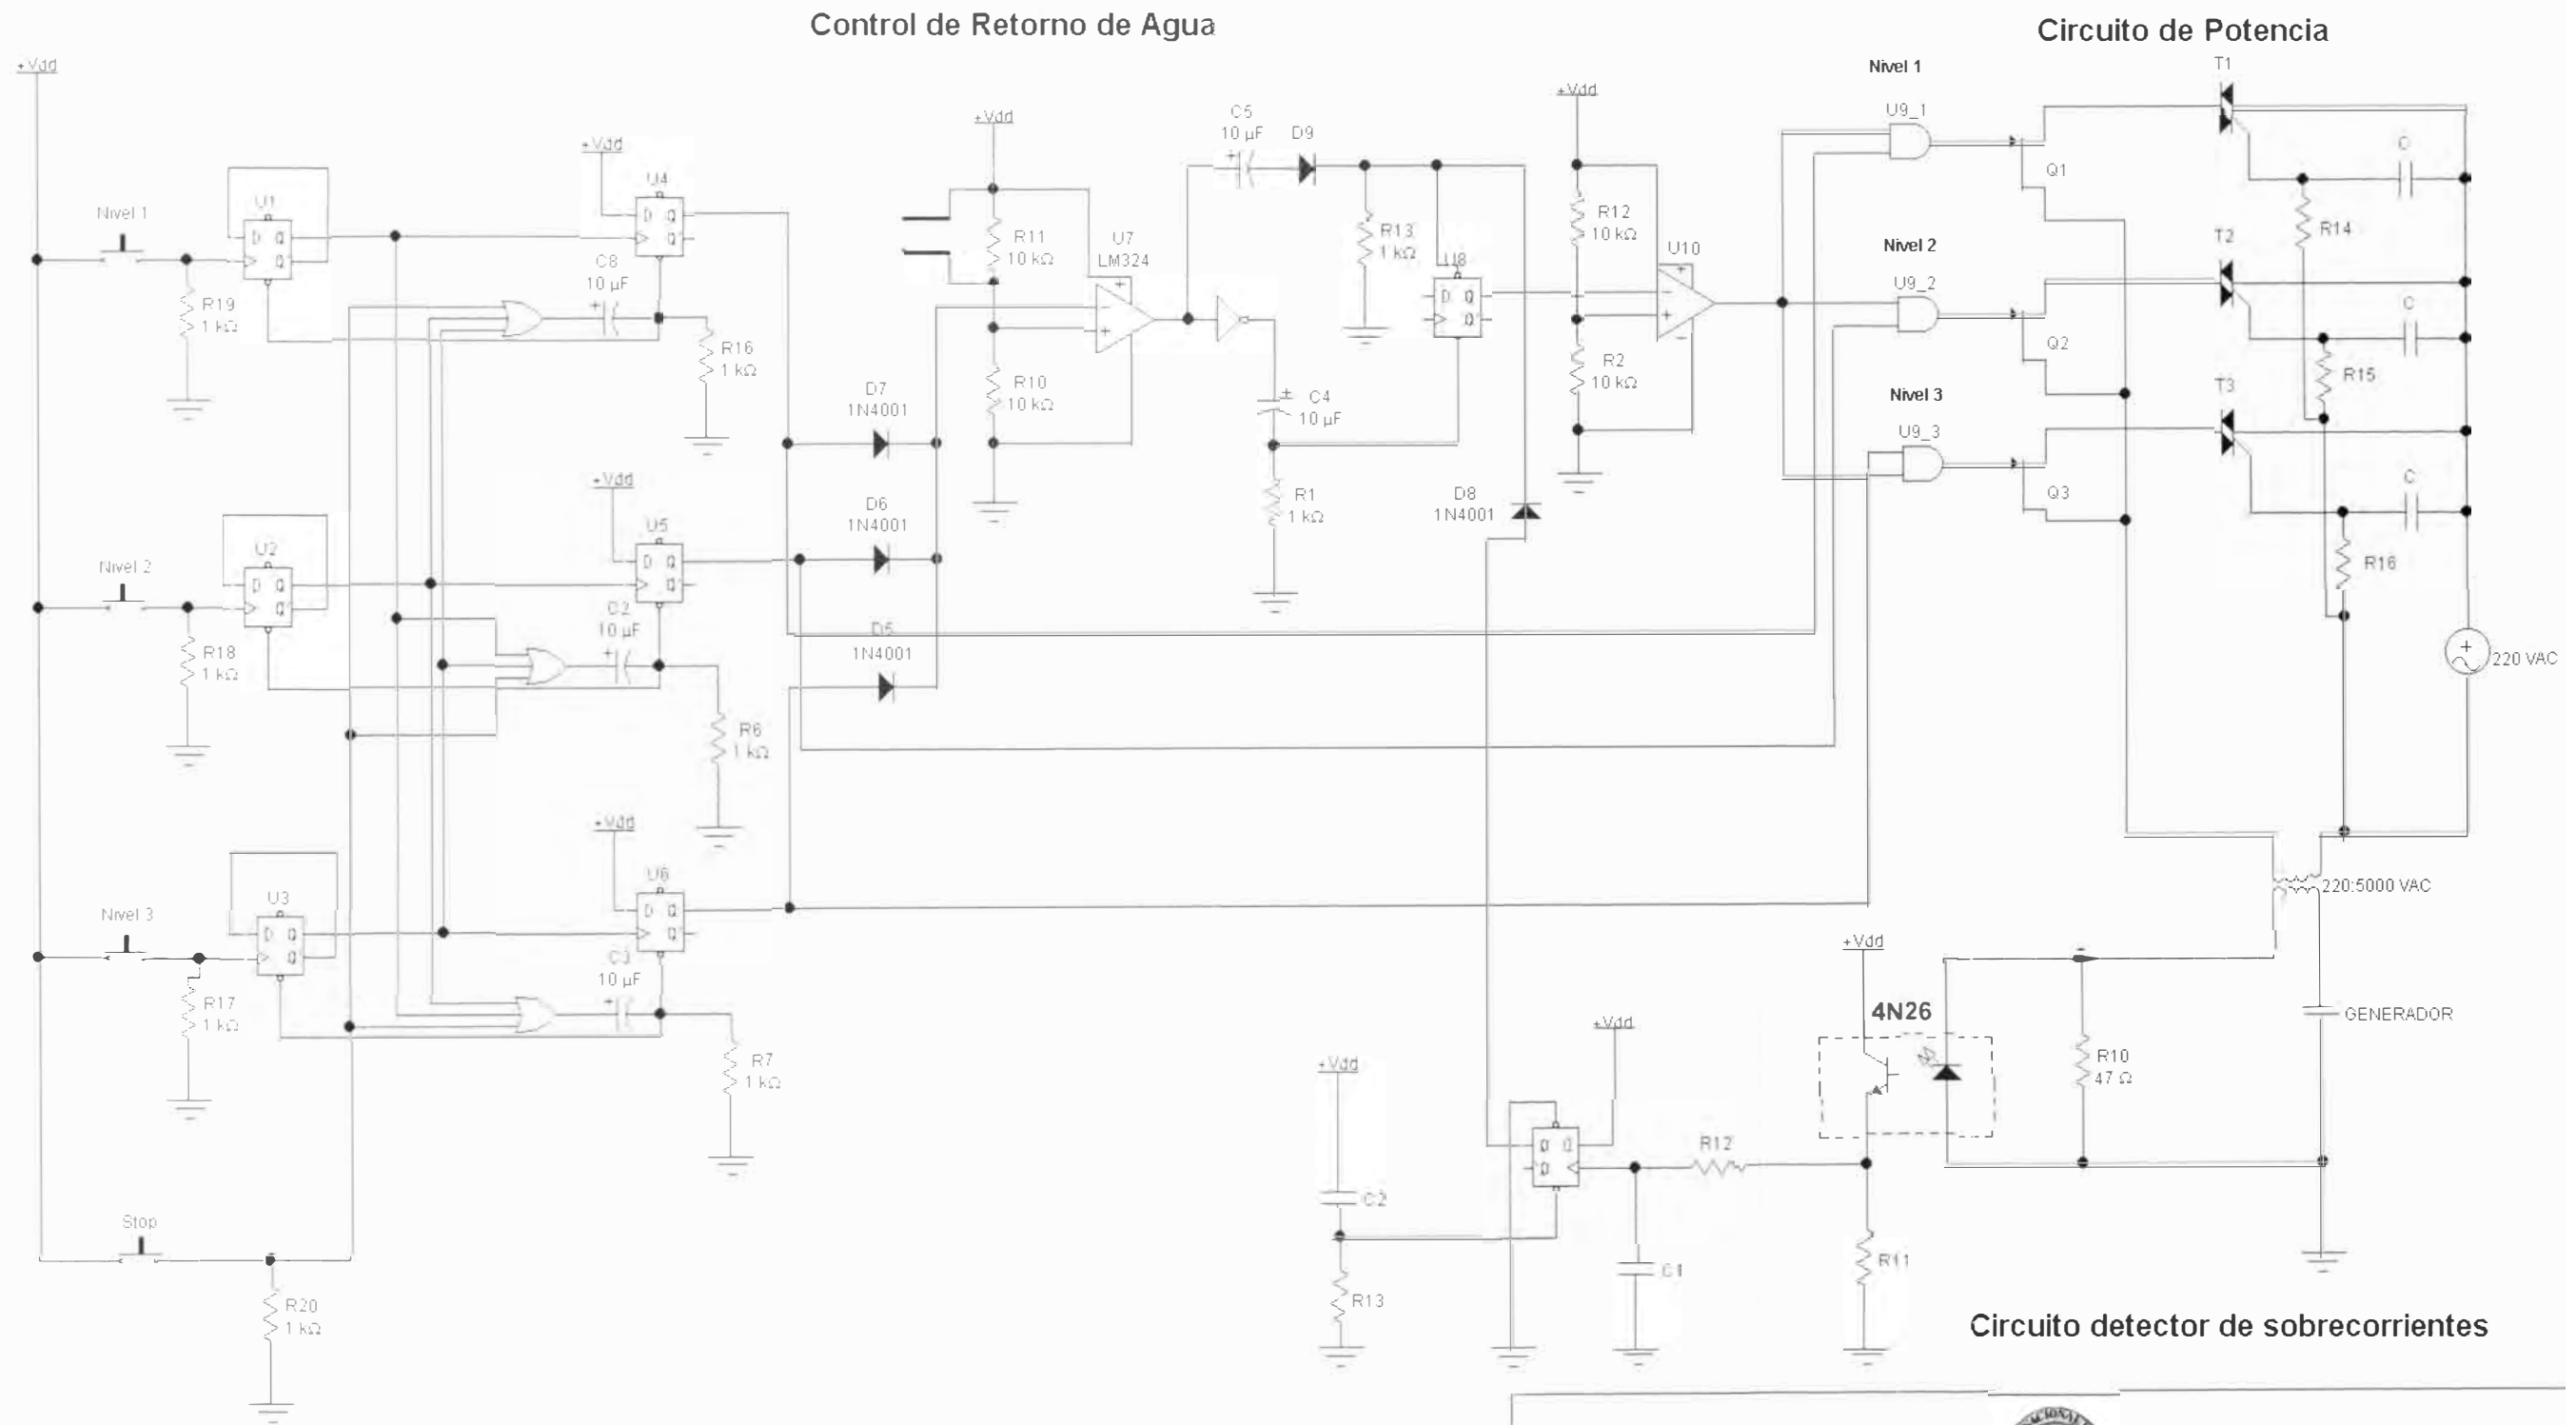 Control de Retorno de Agua
Circuito de Potencia
+Vdd
Nivel 1
R19
1 kΩ
U1
D Q
Q'
+Vdd
U4
D Q
Q'
C8
10 µF
+
R16
1 kΩ
Nivel 2
R18
1 kΩ
U2
D Q
Q'
+Vdd
U5
D Q
Q'
C2
10 µF
+
R6
1 kΩ
Nivel 3
R17
1 kΩ
U3
D Q
Q'
+Vdd
U6
D Q
Q'
C3
10 µF
+
R7
1 kΩ
Stop
R20
1 kΩ
D7
1N4001
D6
1N4001
D5
1N4001
+Vdd
R11
10 kΩ
R10
10 kΩ
U7
LM324
C5
10 µF
+
D9
C4
10 µF
+
R1
1 kΩ
R13
1 kΩ
U8
D Q
Q'
D8
1N4001
+Vdd
R12
10 kΩ
R2
10 kΩ
U10
Nivel 1
U9_1
Q1
Nivel 2
U9_2
Q2
Nivel 3
U9_3
Q3
T1
C
R14
T2
C
R15
T3
C
R16
220 VAC
220:5000 VAC
GENERADOR
+Vdd
4N26
R10
47 Ω
+Vdd
R12
C1
R11
+Vdd
C2
R13
Circuito detector de sobrecorrientes